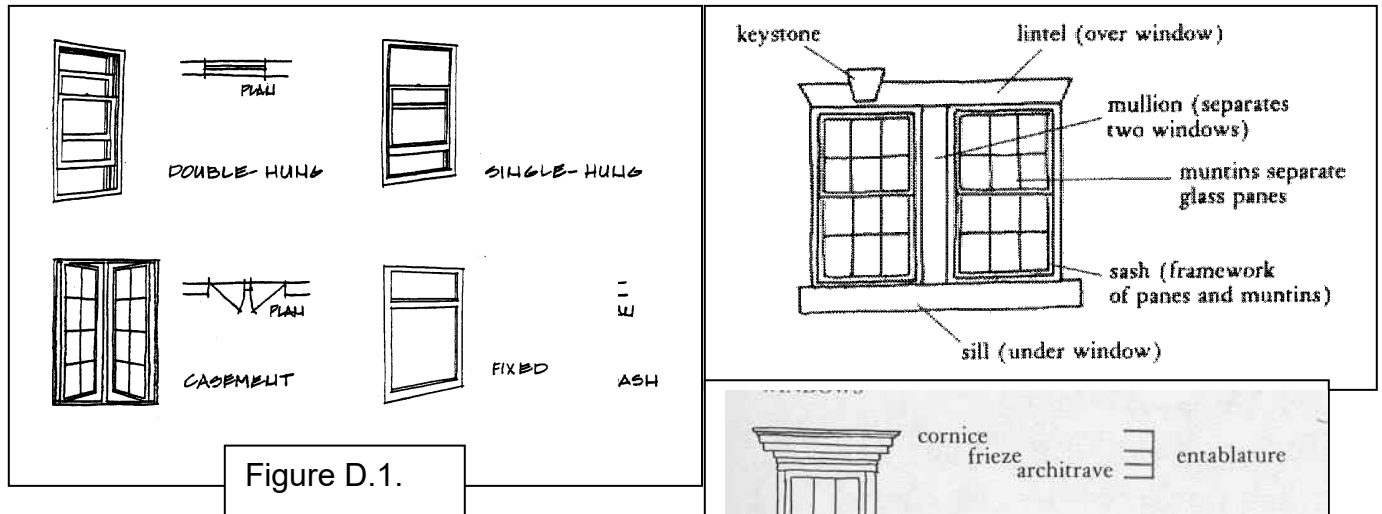 PLAN
DOUBLE-HUNG
SINGLE-HUNG
PLAN
CASEMENT
FIXED
ASH
Figure D.1.
keystone
lintel (over window)
mullion (separates
two windows)
muntins separate
glass panes
sash (framework
of panes and muntins)
sill (under window)
cornice
frieze
architrave
entablature